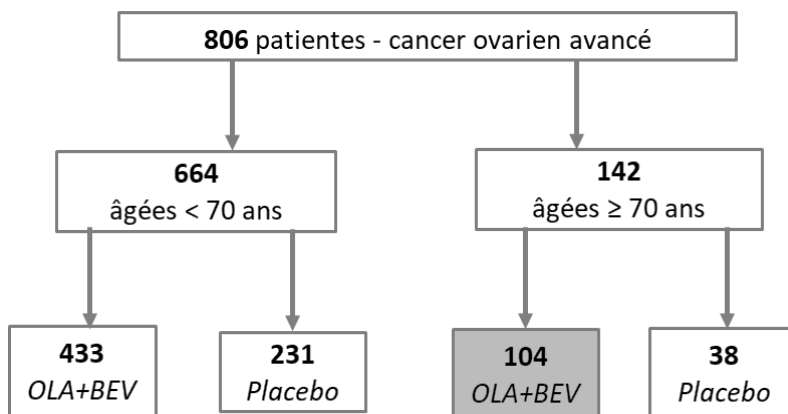 806 patientes - cancer ovarien avancé
664
âgées < 70 ans
142
âgées ≥ 70 ans
433
OLA+BEV
231
Placebo
104
OLA+BEV
38
Placebo